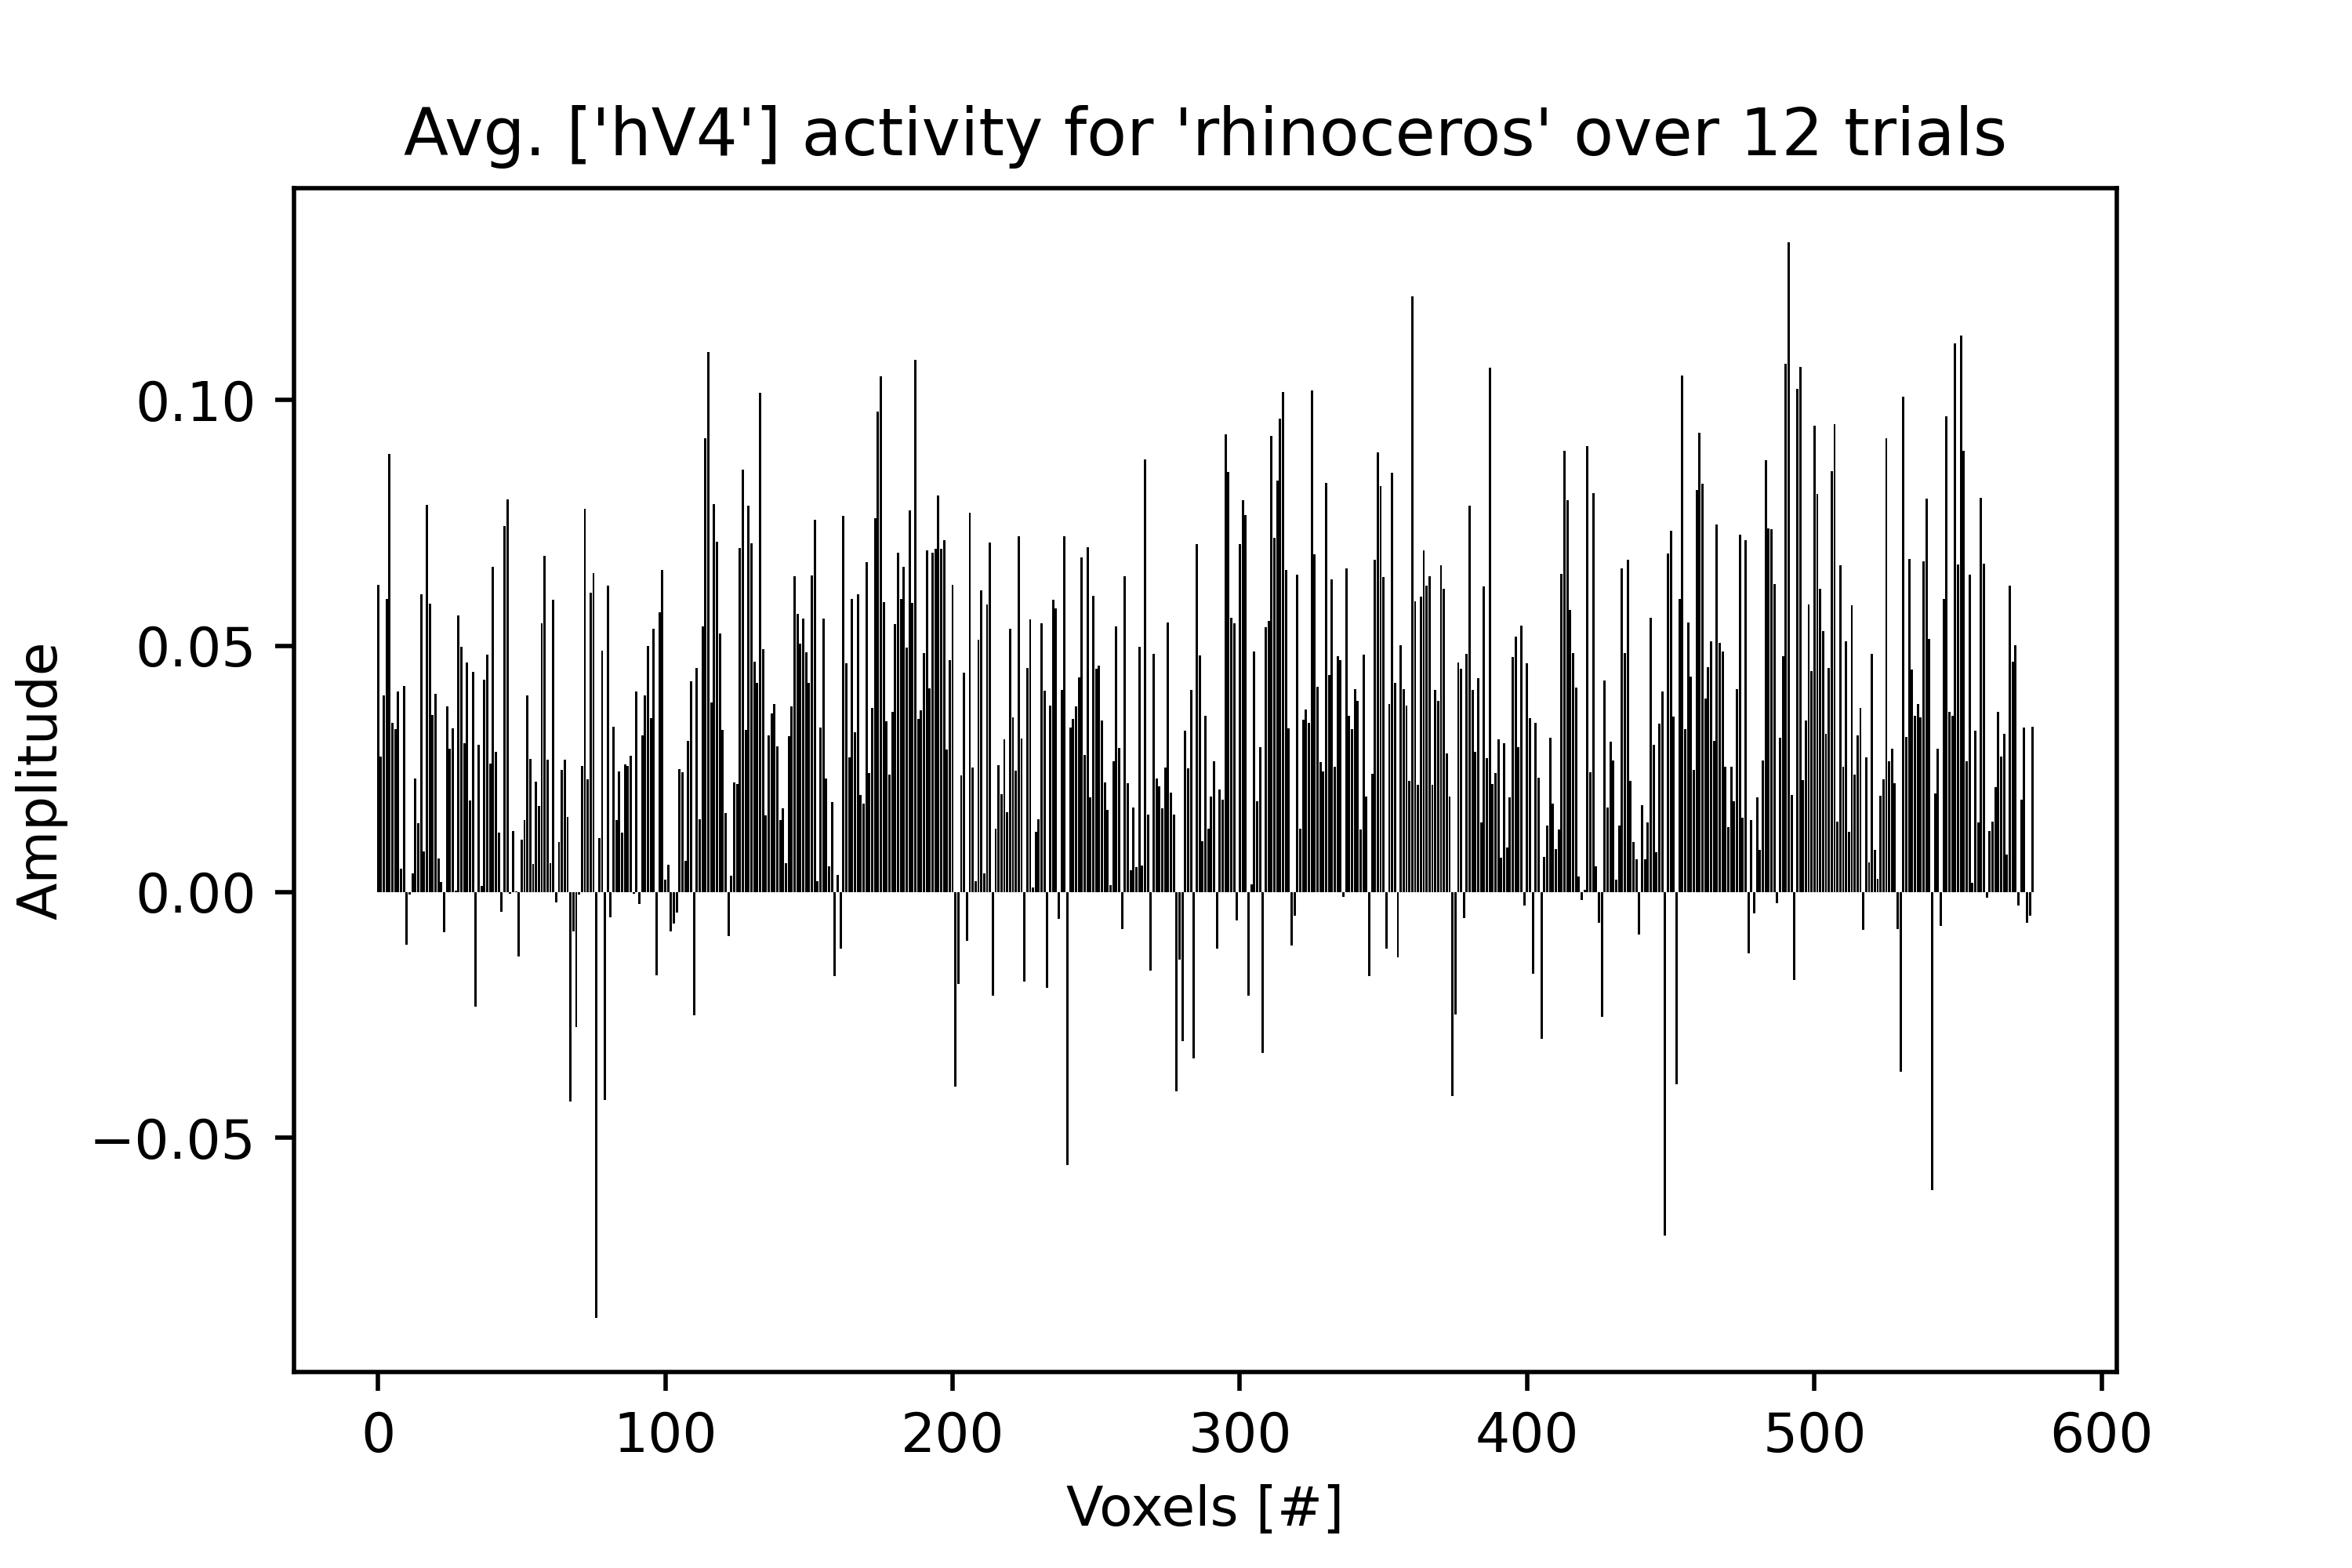 Avg. ['hV4'] activity for 'rhinoceros' over 12 trials
Amplitude
0.10
0.05
0.00
−0.05
0 100 200 300 400 500 600
Voxels [#]